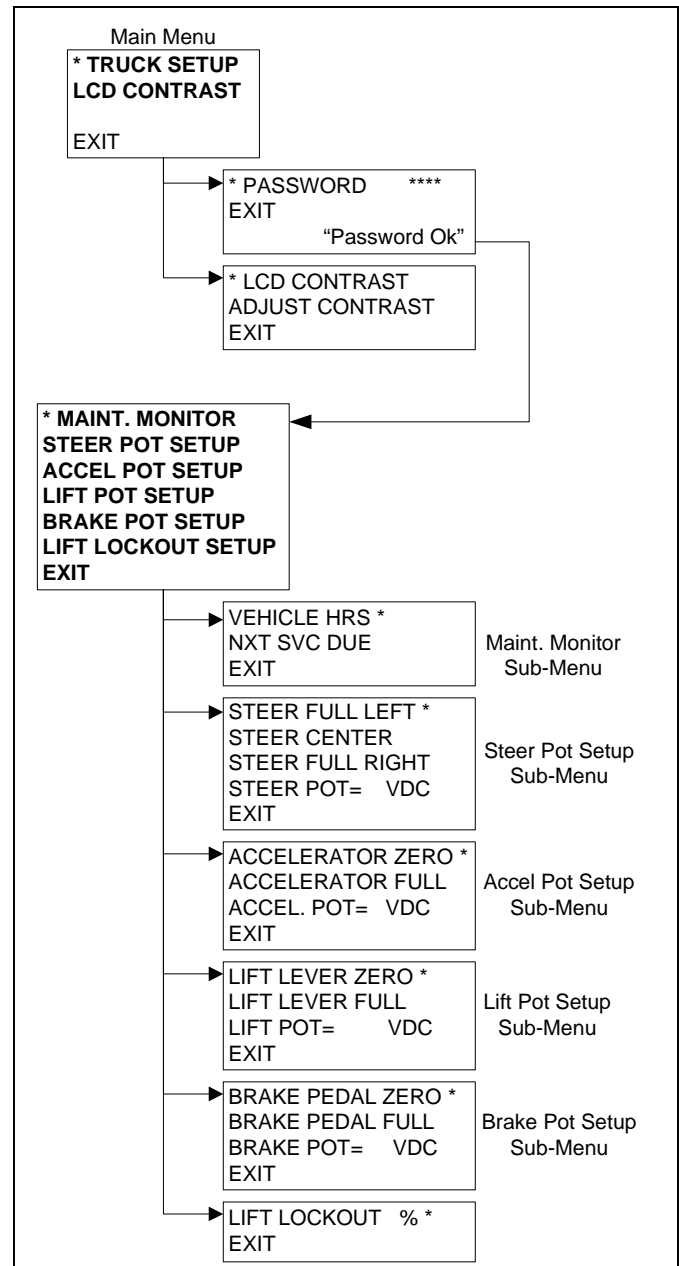 Main Menu
* TRUCK SETUP
LCD CONTRAST
EXIT
* PASSWORD ****
EXIT
“Password Ok”
* LCD CONTRAST
ADJUST CONTRAST
EXIT
* MAINT. MONITOR
STEER POT SETUP
ACCEL POT SETUP
LIFT POT SETUP
BRAKE POT SETUP
LIFT LOCKOUT SETUP
EXIT
VEHICLE HRS *
NXT SVC DUE
EXIT
Maint. Monitor
Sub-Menu
STEER FULL LEFT *
STEER CENTER
STEER FULL RIGHT
STEER POT= VDC
EXIT
Steer Pot Setup
Sub-Menu
ACCELERATOR ZERO *
ACCELERATOR FULL
ACCEL. POT= VDC
EXIT
Accel Pot Setup
Sub-Menu
LIFT LEVER ZERO *
LIFT LEVER FULL
LIFT POT= VDC
EXIT
Lift Pot Setup
Sub-Menu
BRAKE PEDAL ZERO *
BRAKE PEDAL FULL
BRAKE POT= VDC
EXIT
Brake Pot Setup
Sub-Menu
LIFT LOCKOUT % *
EXIT